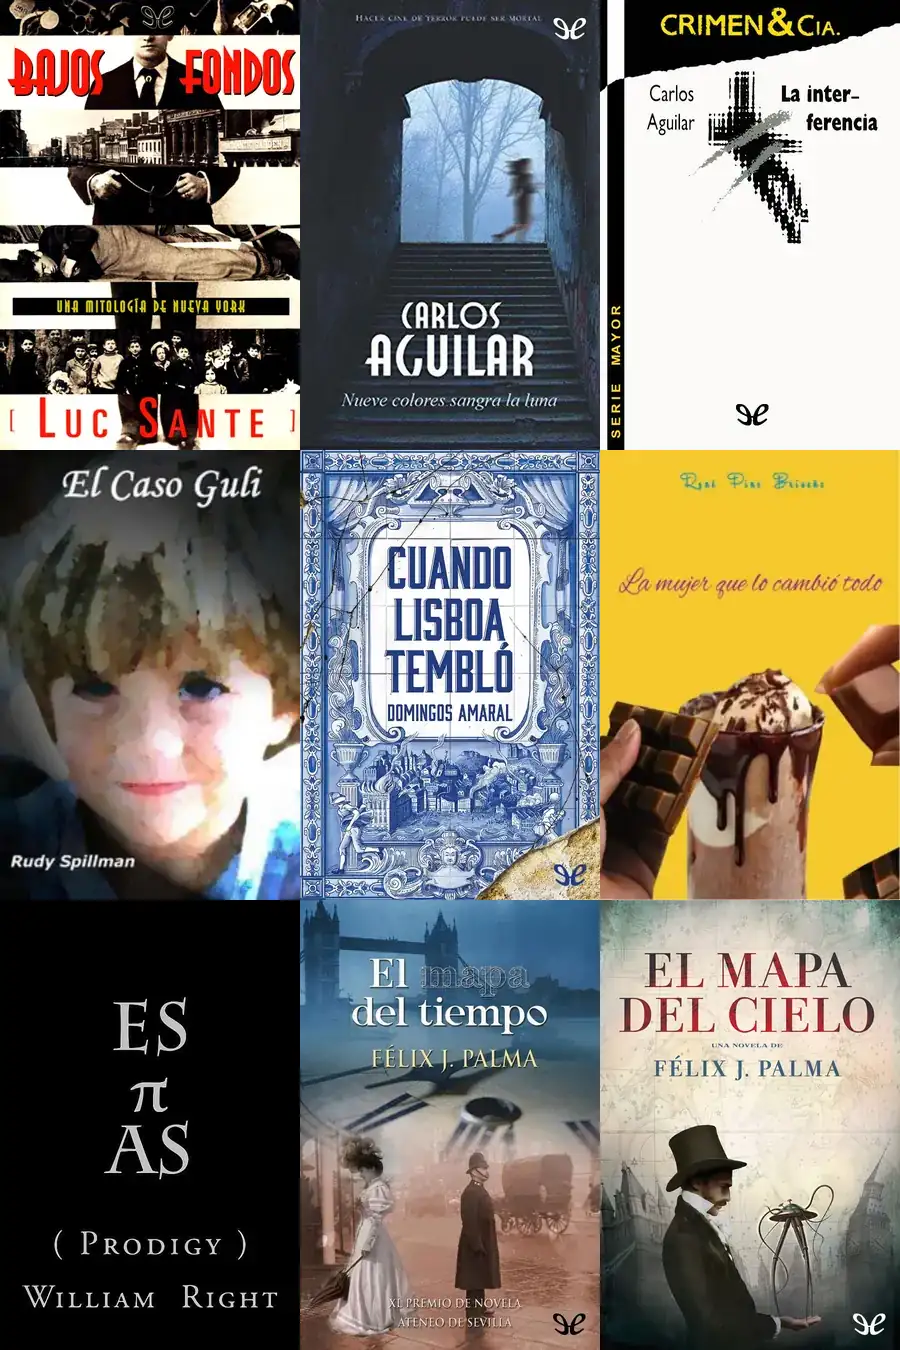 BAJOS FONDOS
UNA MITOLOGÍA DE NUEVA YORK
[ LUC SANTE ]
HACER CINE DE TERROR PUEDE SER MORTAL
CARLOS
AGUILAR
Nueve colores sangra la luna
CRIMEN & CIA.
Carlos
Aguilar
La inter-
ferencia
SERIE MAYOR
El Caso Guli
Rudy Spillman
CUANDO
LISBOA
TEMBLÓ
DOMINGOS AMARAL
La mujer que lo cambió todo
ES
π
AS
( PRODIGY )
WILLIAM RIGHT
El mapa
del tiempo
FÉLIX J. PALMA
XL PREMIO DE NOVELA
ATENEO DE SEVILLA
EL MAPA
DEL CIELO
UNA NOVELA DE
FÉLIX J. PALMA